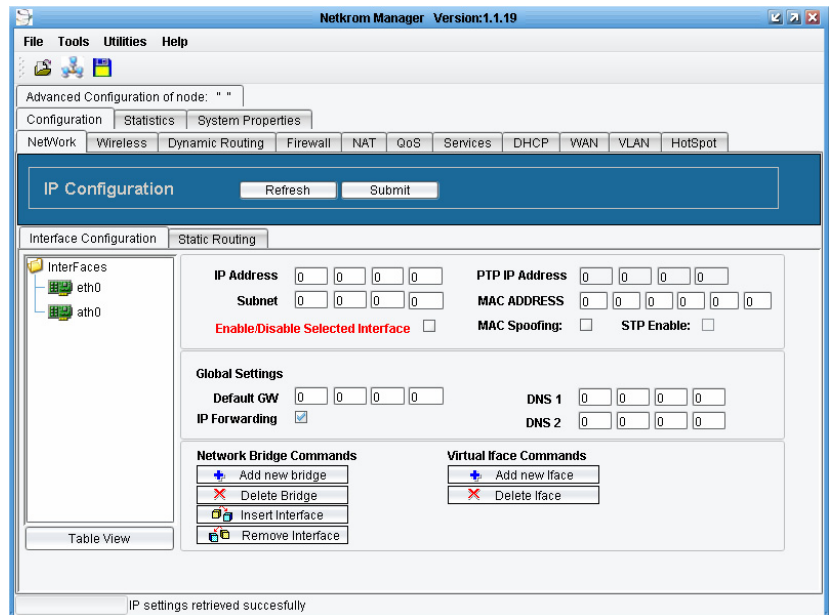 Netkrom Manager Version:1.1.19
File Tools Utilities Help
Advanced Configuration of node: " "
Configuration Statistics System Properties
NetWork Wireless Dynamic Routing Firewall NAT QoS Services DHCP WAN VLAN HotSpot
IP Configuration Refresh Submit
Interface Configuration Static Routing
InterFaces
eth0
ath0
Table View
IP Address 0 0 0 0 PTP IP Address 0 0 0 0
Subnet 0 0 0 0 MAC ADDRESS 0 0 0 0 0 0
Enable/Disable Selected Interface MAC Spoofing: STP Enable:
Global Settings
Default GW 0 0 0 0 DNS 1 0 0 0 0
IP Forwarding DNS 2 0 0 0 0
Network Bridge Commands Virtual Iface Commands
Add new bridge Add new Iface
Delete Bridge Delete Iface
Insert Interface
Remove Interface
IP settings retrieved succesfully